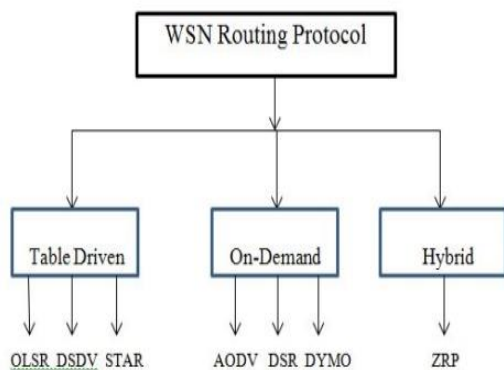 WSN Routing Protocol
Table Driven On-Demand Hybrid
OLSR DSDV STAR AODV DSR DYMO ZRP